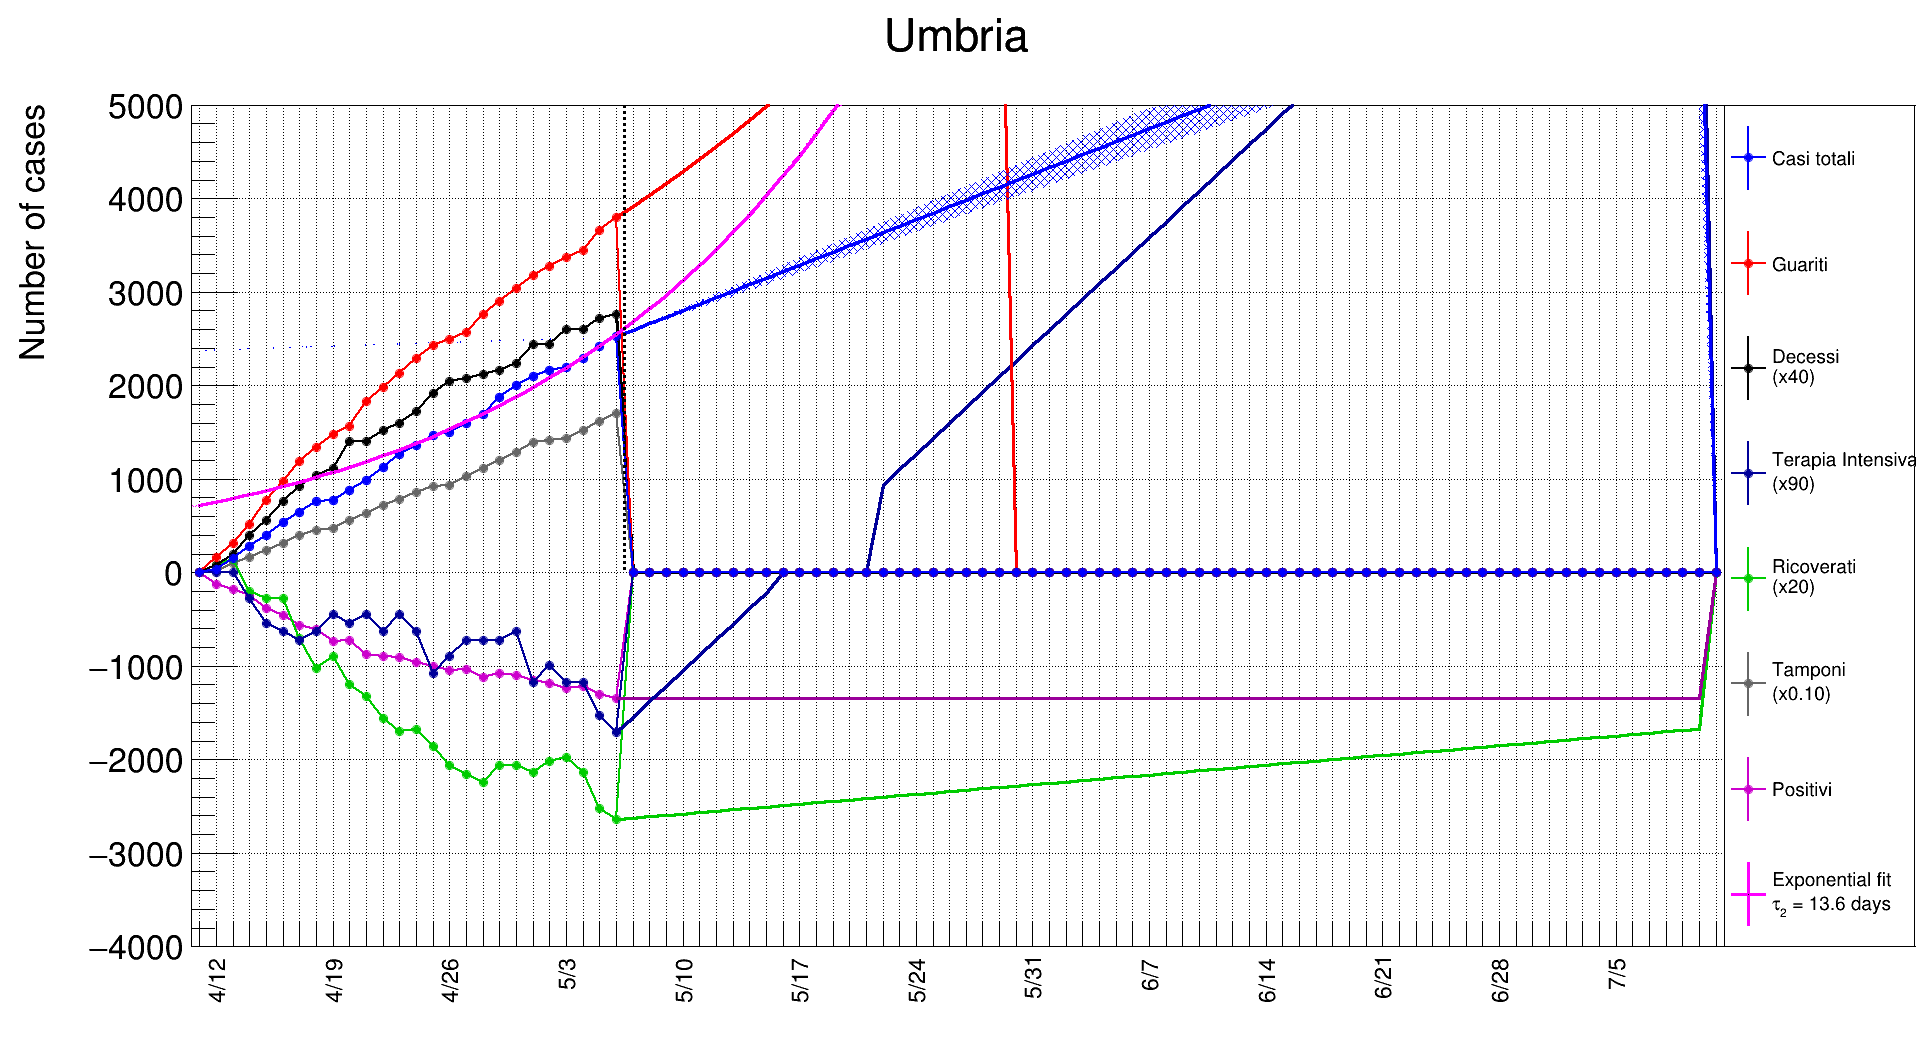 Umbria
Number of cases
5000
4000
3000
2000
1000
0
−1000
−2000
−3000
−4000
4/12
4/19
4/26
5/3
5/10
5/17
5/24
5/31
6/7
6/14
6/21
6/28
7/5
Casi totali
Guariti
Decessi
(x40)
Terapia Intensiva
(x90)
Ricoverati
(x20)
Tamponi
(x0.10)
Positivi
Exponential fit
τ2 = 13.6 days